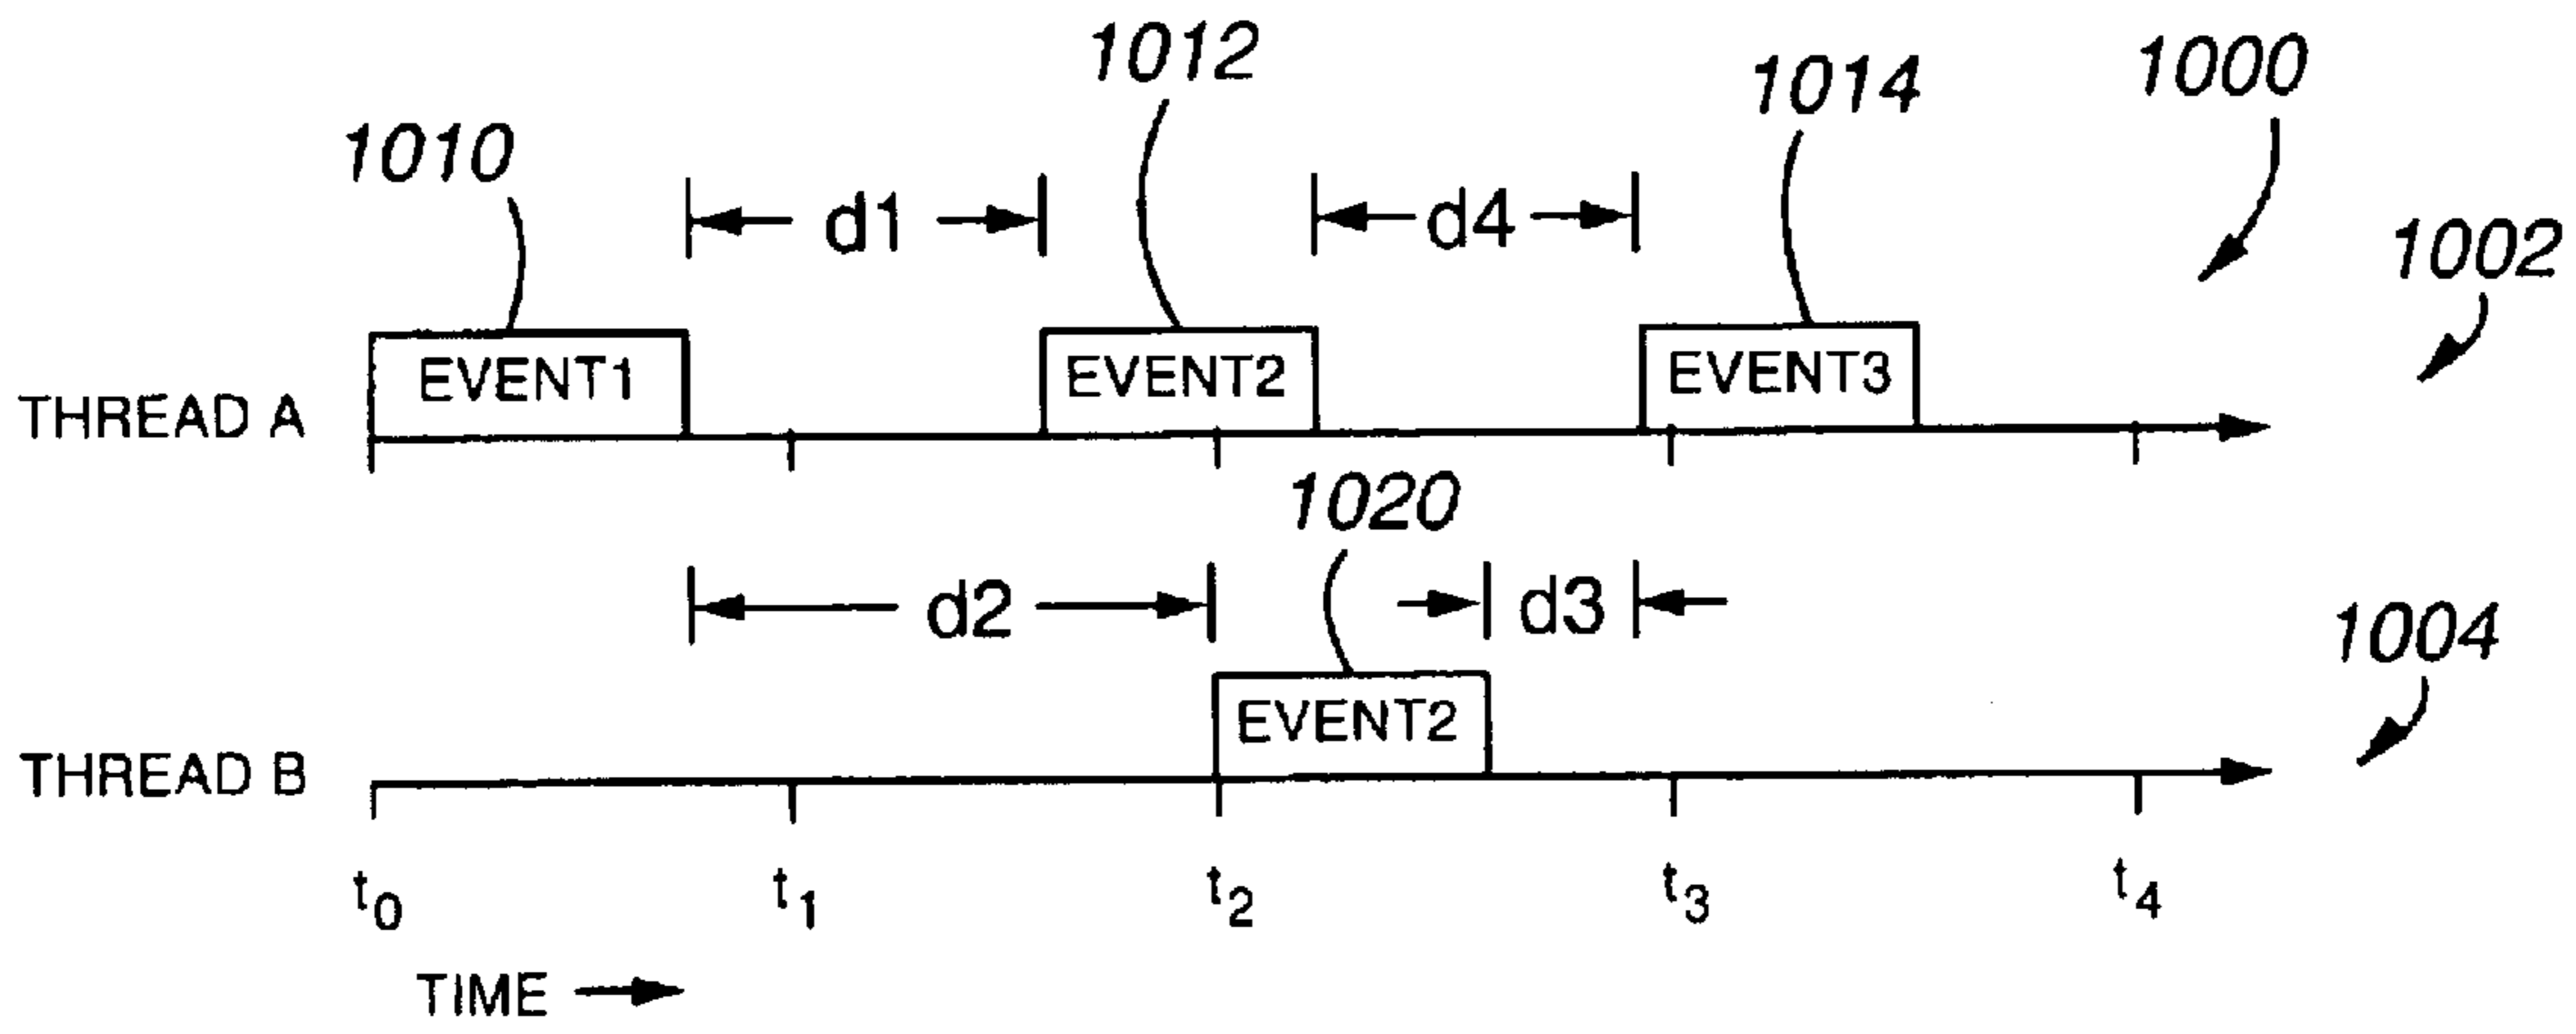 1012
1000
1014
1010
1002
d1
d4
EVENT1
EVENT2
EVENT3
THREAD A
1020
d2
d3
1004
EVENT2
THREAD B
t0 t1 t2 t3 t4
TIME